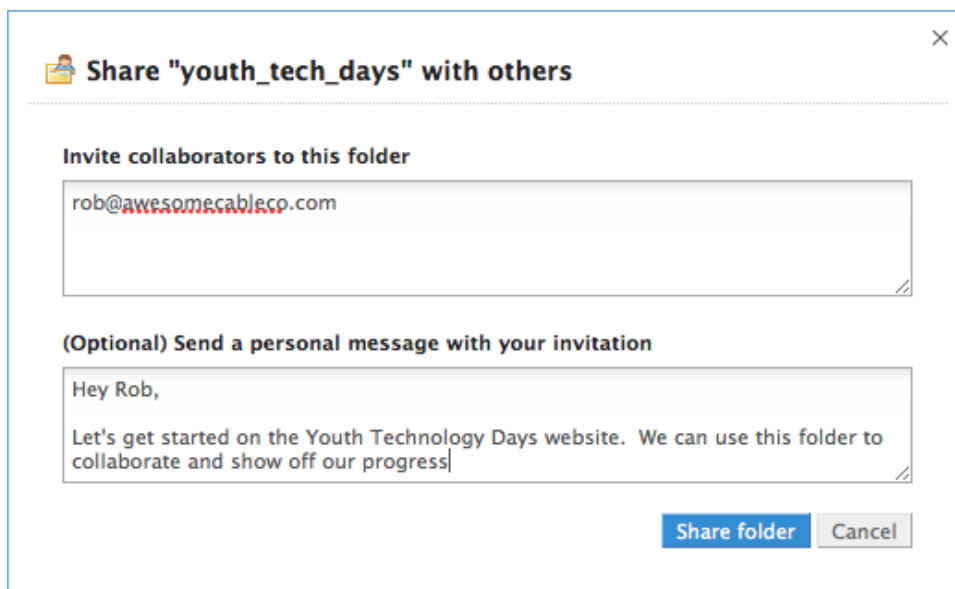 Share "youth_tech_days" with others
Invite collaborators to this folder
rob@awesomecableco.com
(Optional) Send a personal message with your invitation
Hey Rob,
Let's get started on the Youth Technology Days website.  We can use this folder to
collaborate and show off our progress
Share folder
Cancel